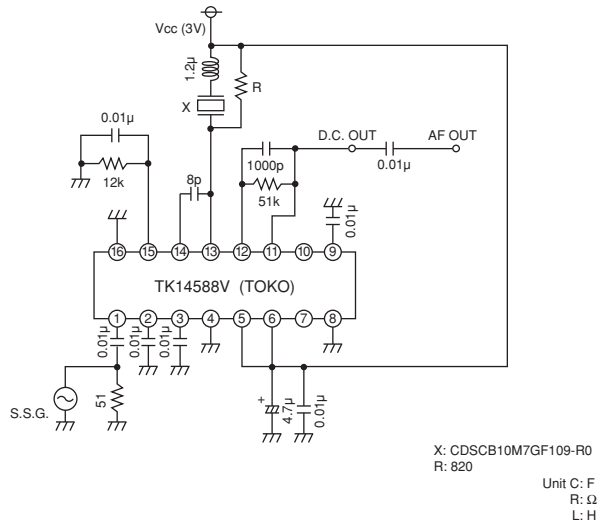 Vcc (3V)
1.2μ
R
X
0.01μ
12k
8p
1000p
51k
D.C. OUT
AF OUT
0.01μ
0.01μ
16
15
14
13
12
11
10
9
TK14588V (TOKO)
1
2
3
4
5
6
7
8
0.01μ
0.01μ
0.01μ
S.S.G.
51
+
4.7μ
0.01μ
X: CDSCB10M7GF109-R0
R: 820
Unit C: F
R: Ω
L: H